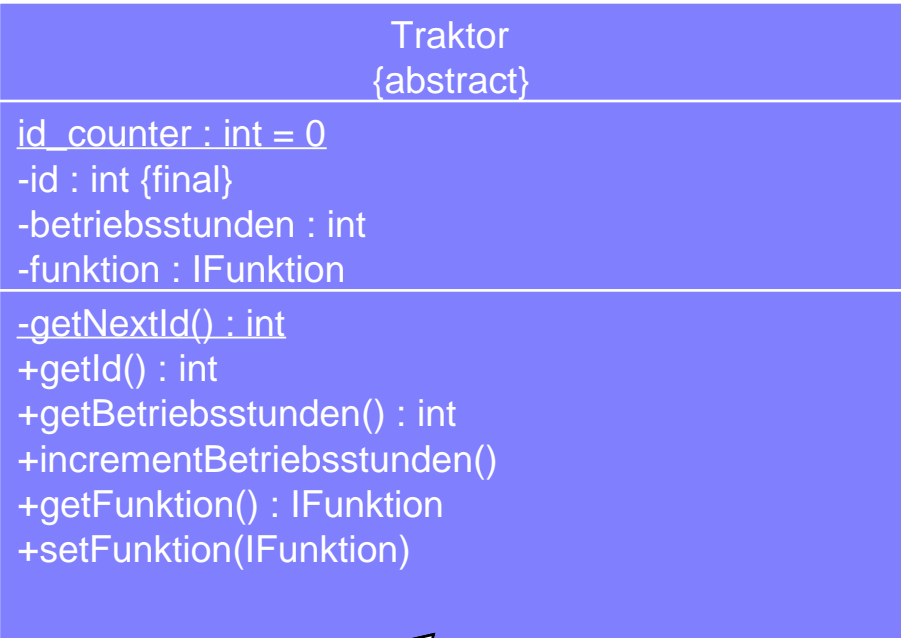 Traktor
{abstract}
id_counter : int = 0
-id : int {final}
-betriebsstunden : int
-funktion : IFunktion
-getNextId() : int
+getId() : int
+getBetriebsstunden() : int
+incrementBetriebsstunden()
+getFunktion() : IFunktion
+setFunktion(IFunktion)